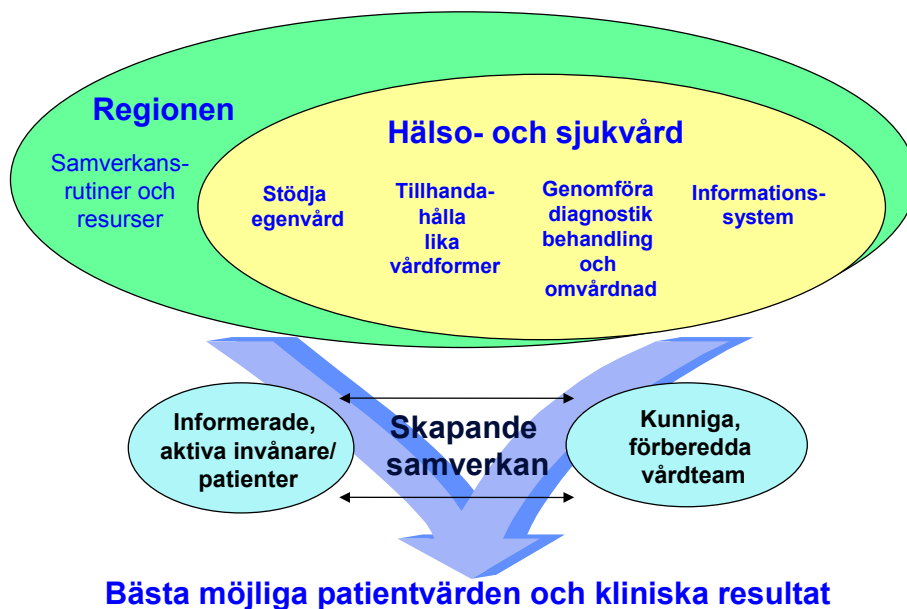 Regionen
Samverkans-
rutiner och
resurser
Hälso- och sjukvård
Stödja
egenvård
Tillhanda-
hålla
lika
vårdformer
Genomföra
diagnostik
behandling
och
omvårdnad
Informations-
system
Informerade,
aktiva invånare/
patienter
Skapande
samverkan
Kunniga,
förberedda
vårdteam
Bästa möjliga patientvärden och kliniska resultat